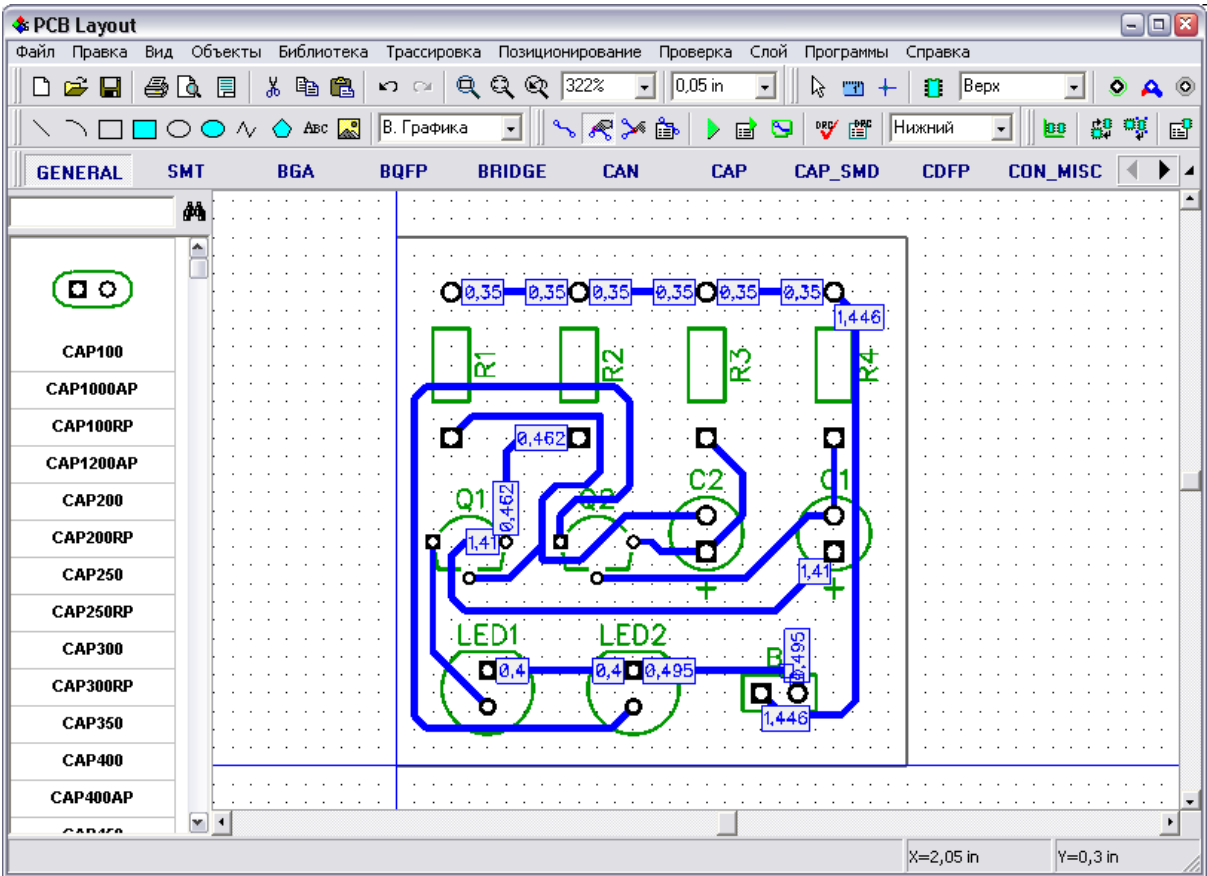 PCB Layout
Файл Правка Вид Объекты Библиотека Трассировка Позиционирование Проверка Слой Программы Справка
322% 0,05 in Верх
ABC В. Графика DRC DRC Нижний
GENERAL SMT BGA BQFP BRIDGE CAN CAP CAP_SMD CDFP CON_MISC
CAP100
CAP1000AP
CAP100RP
CAP1200AP
CAP200
CAP200RP
CAP250
CAP250RP
CAP300
CAP300RP
CAP350
CAP400
CAP400AP
0,35 0,35 0,35 0,35 0,35 0,35
1,446
R1 R2 R3 R4
0,462
C2 C1
Q1 0,462 Q2
1,41
1,41
+ +
LED1 LED2 0,495
B
0,4 0,4 0,495
1,446
X=2,05 in Y=0,3 in